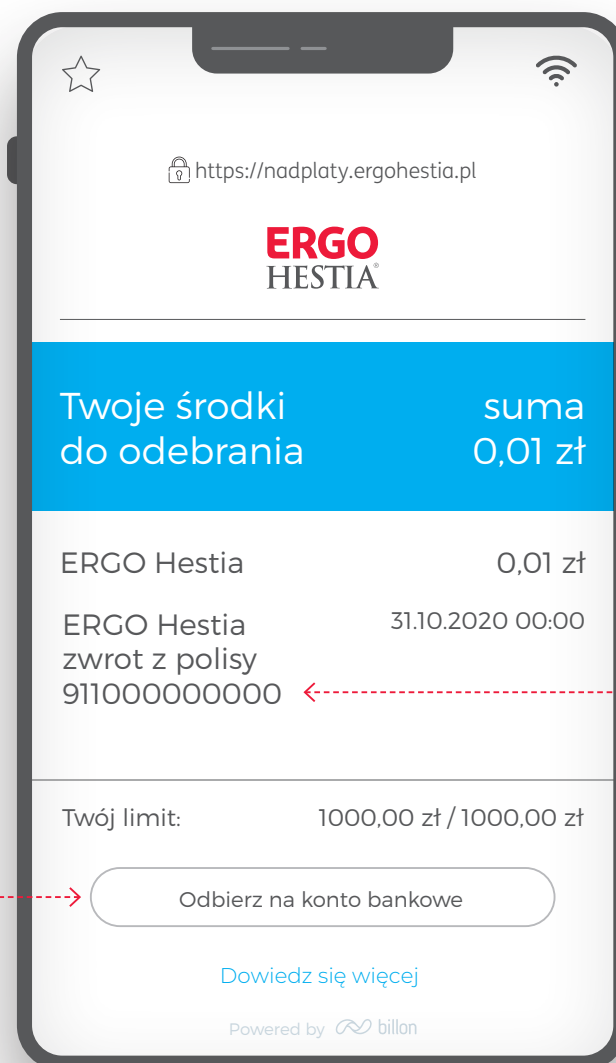 https://nadplaty.ergohestia.pl
ERGO
HESTIA®
Twoje środki suma
do odebrania 0,01 zł
ERGO Hestia 0,01 zł
ERGO Hestia 31.10.2020 00:00
zwrot z polisy
911000000000
Twój limit: 1000,00 zł / 1000,00 zł
Odbierz na konto bankowe
Dowiedz się więcej
Powered by billon